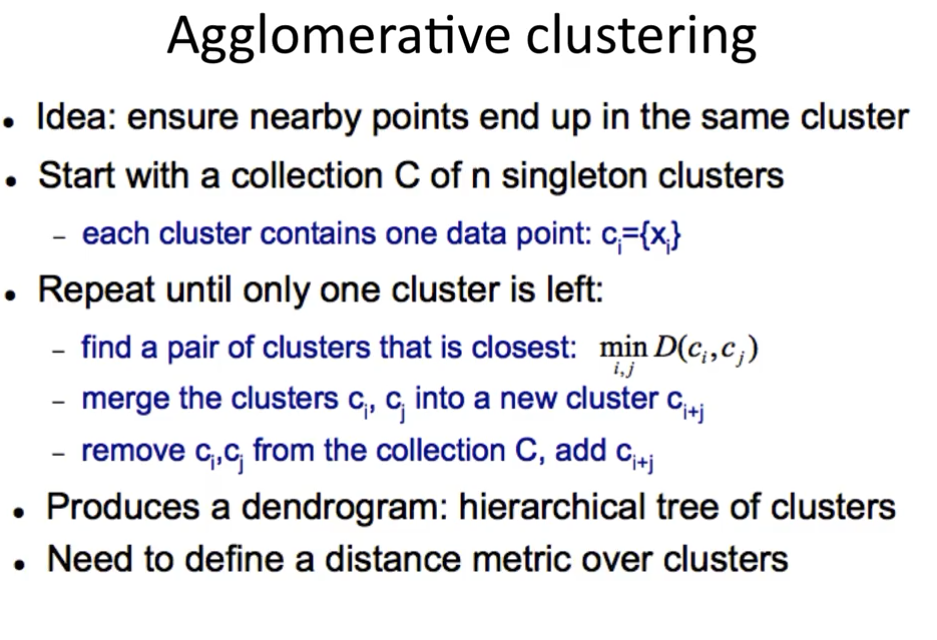 Agglomerative clustering
• Idea: ensure nearby points end up in the same cluster
• Start with a collection C of n singleton clusters
– each cluster contains one data point: cᵢ={xᵢ}
• Repeat until only one cluster is left:
– find a pair of clusters that is closest: min D(cᵢ,cⱼ)
i,j
– merge the clusters cᵢ, cⱼ into a new cluster cᵢ₊ⱼ
– remove cᵢ,cⱼ from the collection C, add cᵢ₊ⱼ
• Produces a dendrogram: hierarchical tree of clusters
• Need to define a distance metric over clusters